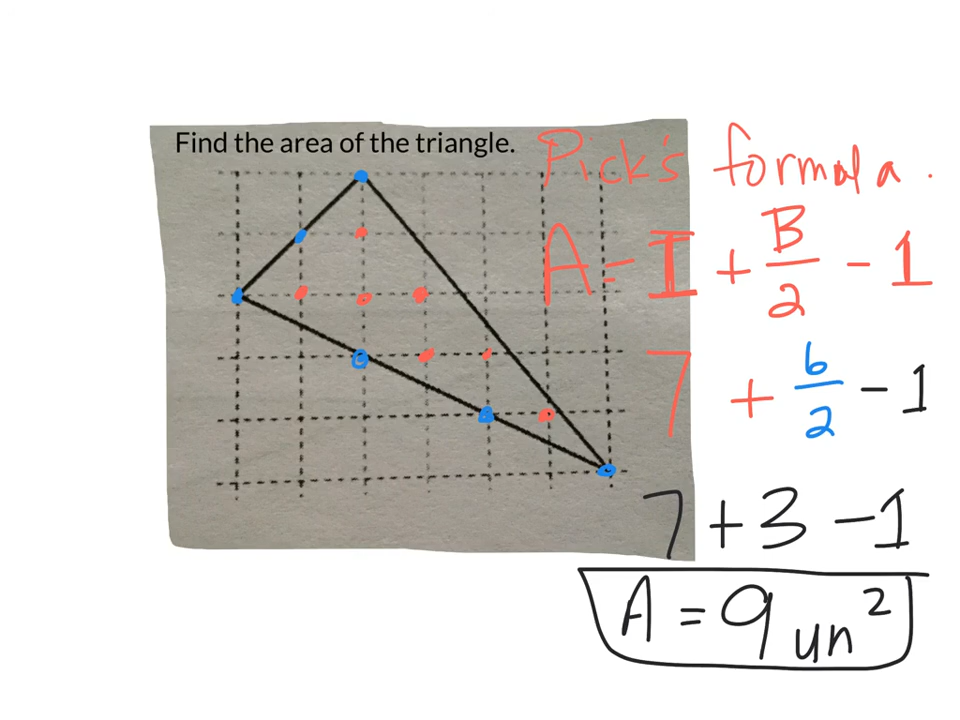 Find the area of the triangle.
Pick's formula.
A = I + B/2 - 1
7 + 6/2 - 1
7 + 3 - 1
A = 9 un²